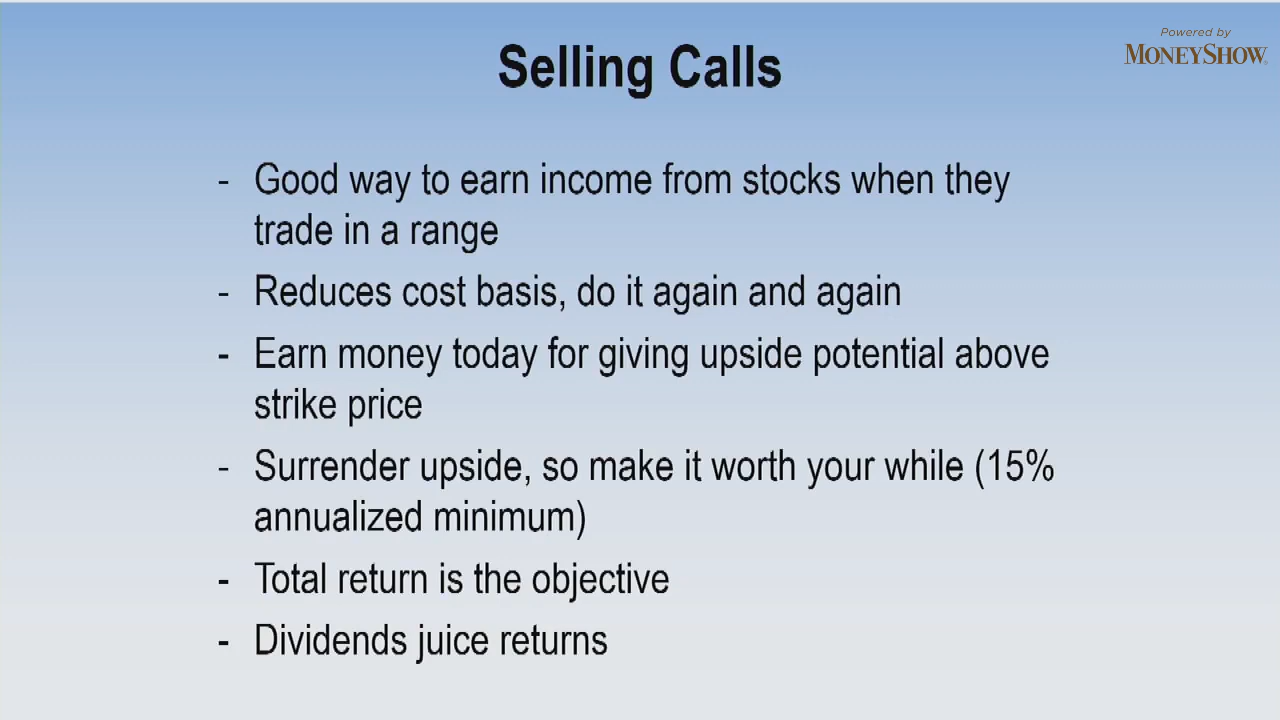 Powered by
MONEYSHOW
Selling Calls
- Good way to earn income from stocks when they
trade in a range
- Reduces cost basis, do it again and again
- Earn money today for giving upside potential above
strike price
- Surrender upside, so make it worth your while (15%
annualized minimum)
- Total return is the objective
- Dividends juice returns